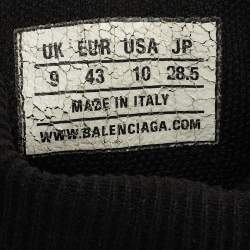 UK EUR USA JP
9 43 10 28.5
MADE IN ITALY
WWW.BALENCIAGA.COM